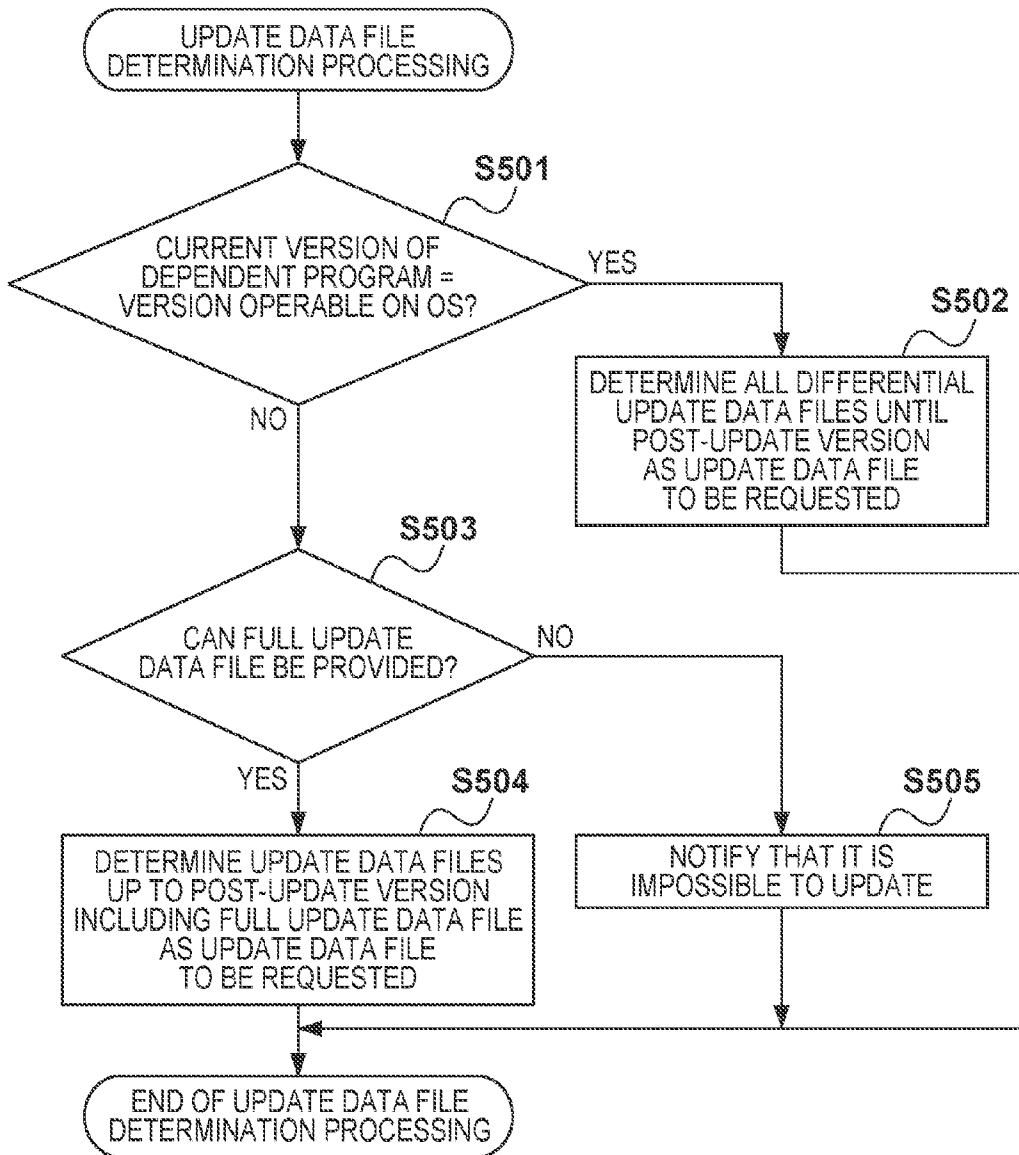 UPDATE DATA FILE
DETERMINATION PROCESSING
S501
CURRENT VERSION OF
DEPENDENT PROGRAM =
VERSION OPERABLE ON OS?
YES
NO
S502
DETERMINE ALL DIFFERENTIAL
UPDATE DATA FILES UNTIL
POST-UPDATE VERSION
AS UPDATE DATA FILE
TO BE REQUESTED
S503
CAN FULL UPDATE
DATA FILE BE PROVIDED?
NO
YES
S504
DETERMINE UPDATE DATA FILES
UP TO POST-UPDATE VERSION
INCLUDING FULL UPDATE DATA FILE
AS UPDATE DATA FILE
TO BE REQUESTED
S505
NOTIFY THAT IT IS
IMPOSSIBLE TO UPDATE
END OF UPDATE DATA FILE
DETERMINATION PROCESSING